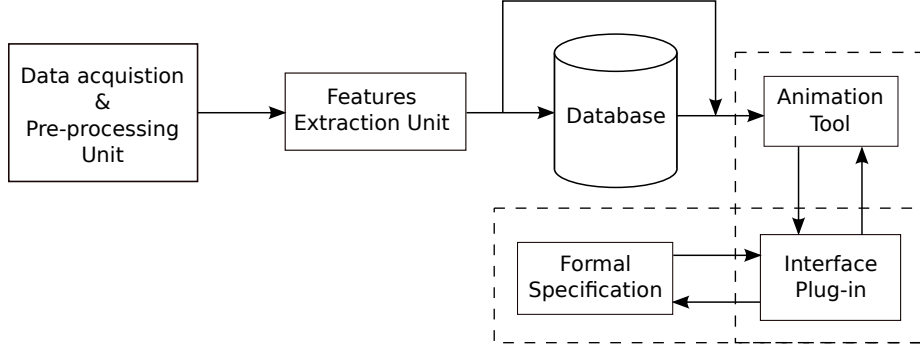 Data acquistion
&
Pre-processing
Unit
Features
Extraction Unit
Database
Animation
Tool
Formal
Specification
Interface
Plug-in